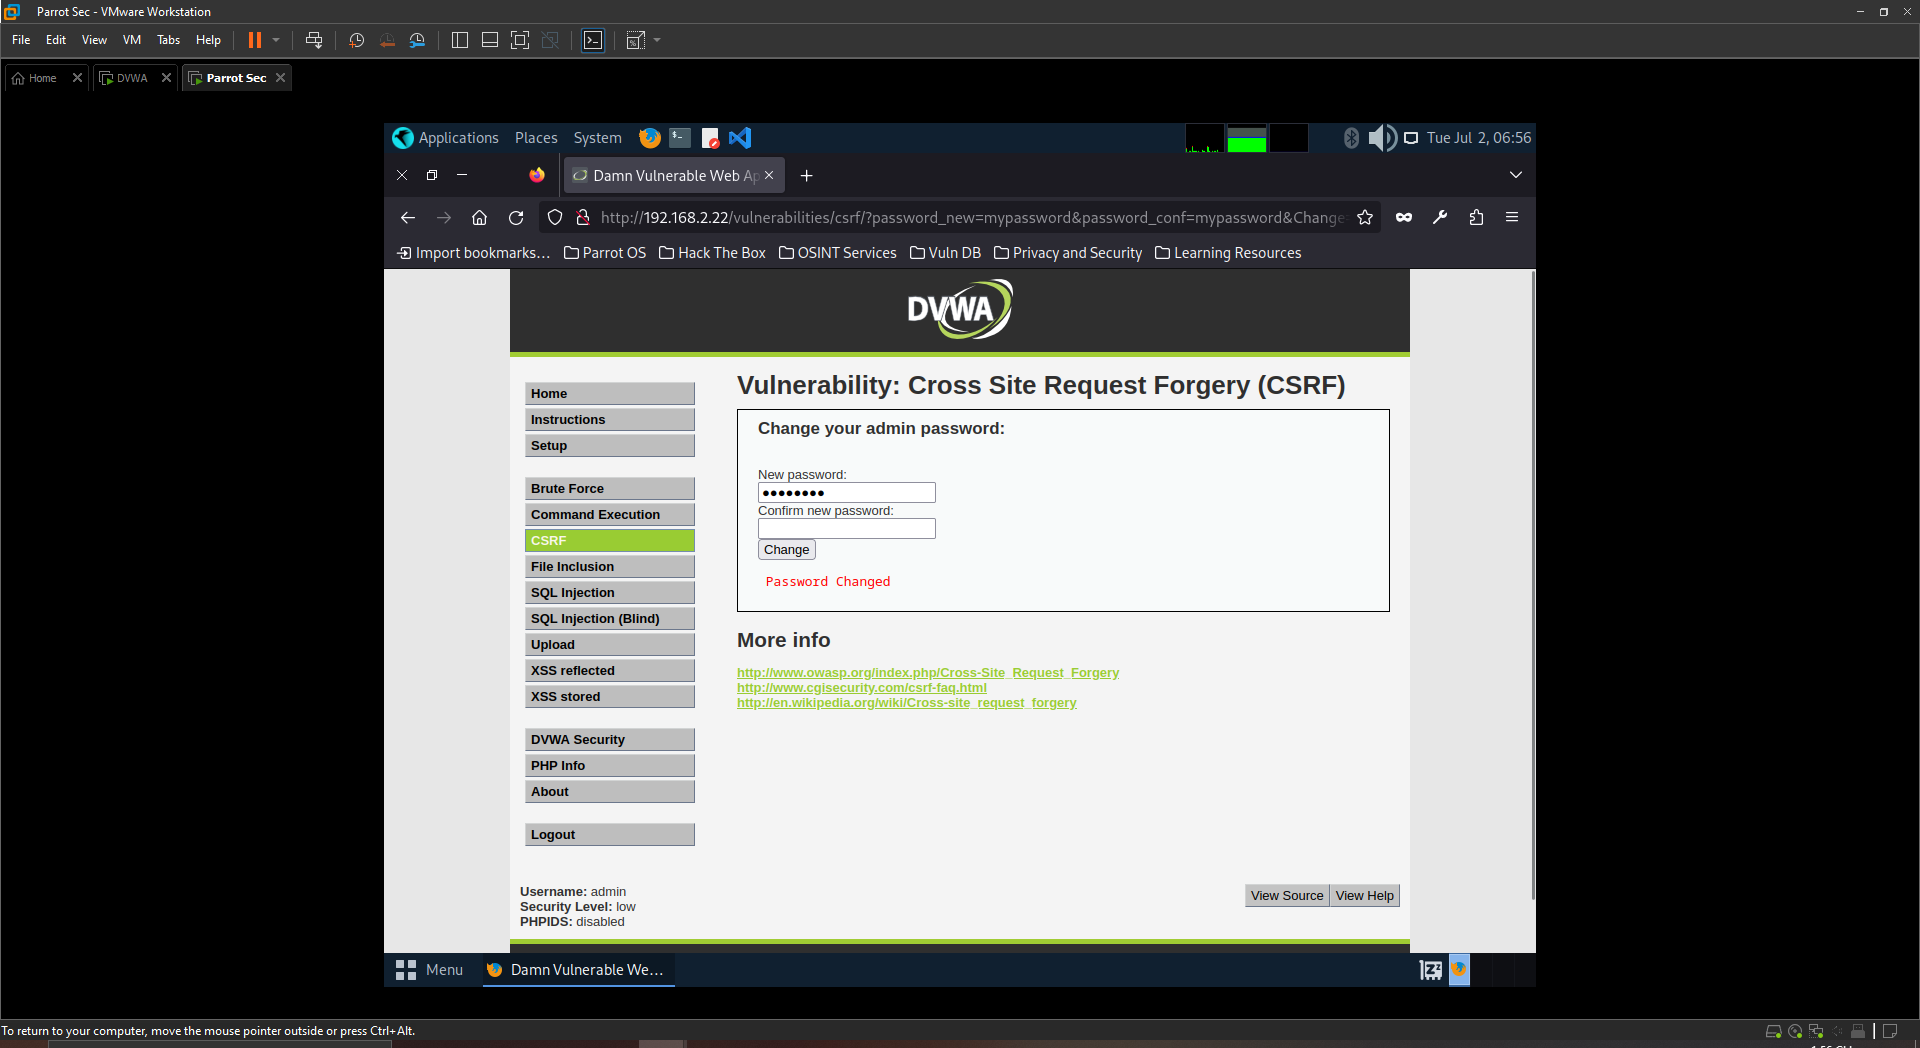 Parrot Sec - VMware Workstation
File Edit View VM Tabs Help
Home DVWA Parrot Sec
Applications Places System Tue Jul 2, 06:56
Damn Vulnerable Web Ap
http://192.168.2.22/vulnerabilities/csrf/?password_new=mypassword&password_conf=mypassword&Change
Import bookmarks... Parrot OS Hack The Box OSINT Services Vuln DB Privacy and Security Learning Resources
DVWA
Home
Instructions
Setup
Brute Force
Command Execution
CSRF
File Inclusion
SQL Injection
SQL Injection (Blind)
Upload
XSS reflected
XSS stored
DVWA Security
PHP Info
About
Logout
Vulnerability: Cross Site Request Forgery (CSRF)
Change your admin password:
New password:
●●●●●●●●
Confirm new password:
Change
Password Changed
More info
http://www.owasp.org/index.php/Cross-Site_Request_Forgery
http://www.cgisecurity.com/csrf-faq.html
http://en.wikipedia.org/wiki/Cross-site_request_forgery
Username: admin
Security Level: low
PHPIDS: disabled
View Source View Help
Menu Damn Vulnerable We...
To return to your computer, move the mouse pointer outside or press Ctrl+Alt.